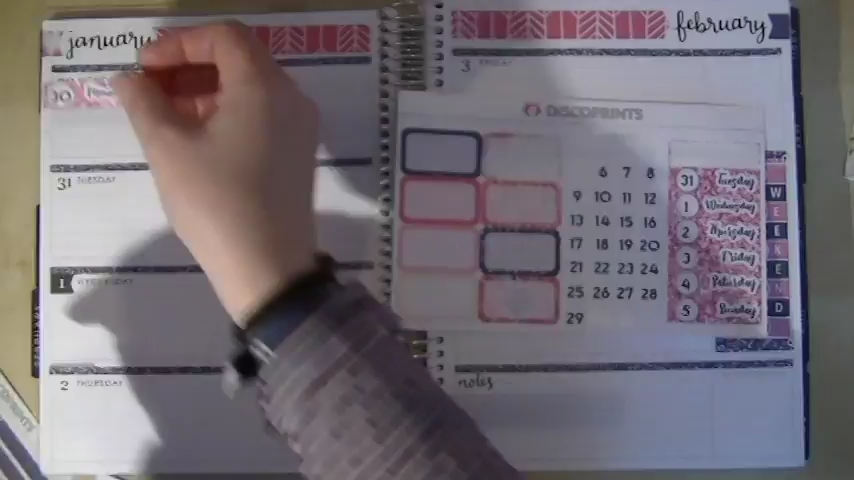 january
february
3 FRIDAY
30
DISCOPRINTS
31 TUESDAY
6 7 8
9 10 11 12
13 14 15 16
17 18 19 20
21 22 23 24
25 26 27 28
29
31 Tuesday
1 Wednesday
2 Thursday
3 Friday
4 Saturday
5 Sunday
WEEKEND
1 WEDNESDAY
2 THURSDAY
notes